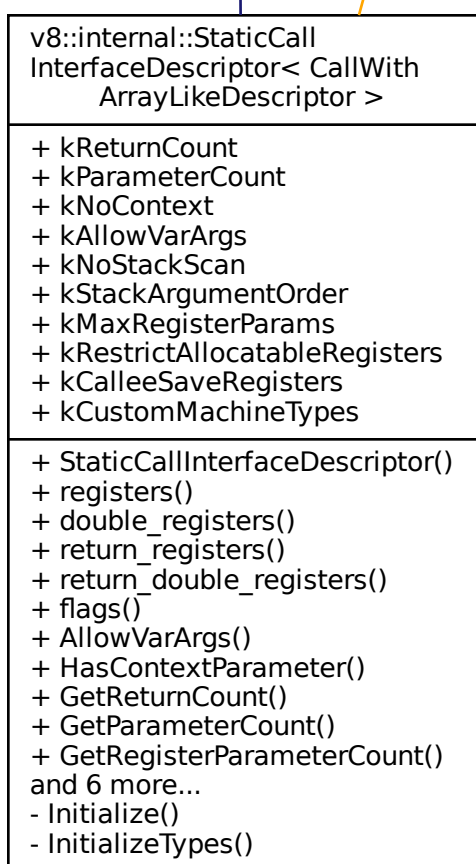 v8::internal::StaticCall
InterfaceDescriptor< CallWith
ArrayLikeDescriptor >
+ kReturnCount
+ kParameterCount
+ kNoContext
+ kAllowVarArgs
+ kNoStackScan
+ kStackArgumentOrder
+ kMaxRegisterParams
+ kRestrictAllocatableRegisters
+ kCalleeSaveRegisters
+ kCustomMachineTypes
+ StaticCallInterfaceDescriptor()
+ registers()
+ double_registers()
+ return_registers()
+ return_double_registers()
+ flags()
+ AllowVarArgs()
+ HasContextParameter()
+ GetReturnCount()
+ GetParameterCount()
+ GetRegisterParameterCount()
and 6 more...
- Initialize()
- InitializeTypes()